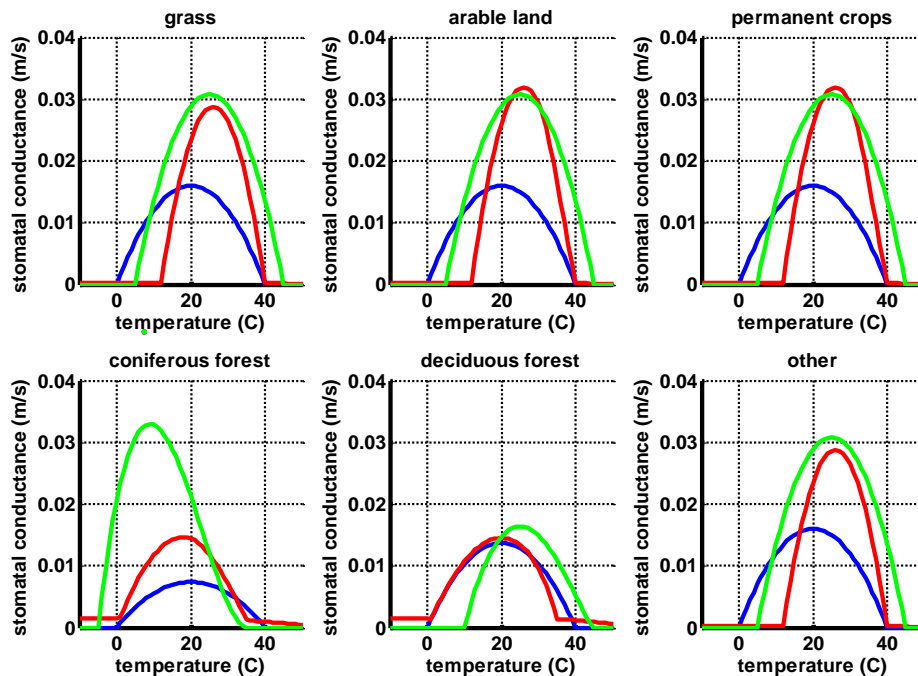 grass
stomatal conductance (m/s)
0.04
0.03
0.02
0.01
0
0 20 40
temperature (C)
arable land
stomatal conductance (m/s)
0.04
0.03
0.02
0.01
0
0 20 40
temperature (C)
permanent crops
stomatal conductance (m/s)
0.04
0.03
0.02
0.01
0
0 20 40
temperature (C)
coniferous forest
stomatal conductance (m/s)
0.04
0.03
0.02
0.01
0
0 20 40
temperature (C)
deciduous forest
stomatal conductance (m/s)
0.04
0.03
0.02
0.01
0
0 20 40
temperature (C)
other
stomatal conductance (m/s)
0.04
0.03
0.02
0.01
0
0 20 40
temperature (C)